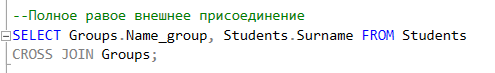 --Полное равое внешнее присоединение
SELECT Groups.Name_group, Students.Surname FROM Students
CROSS JOIN Groups;